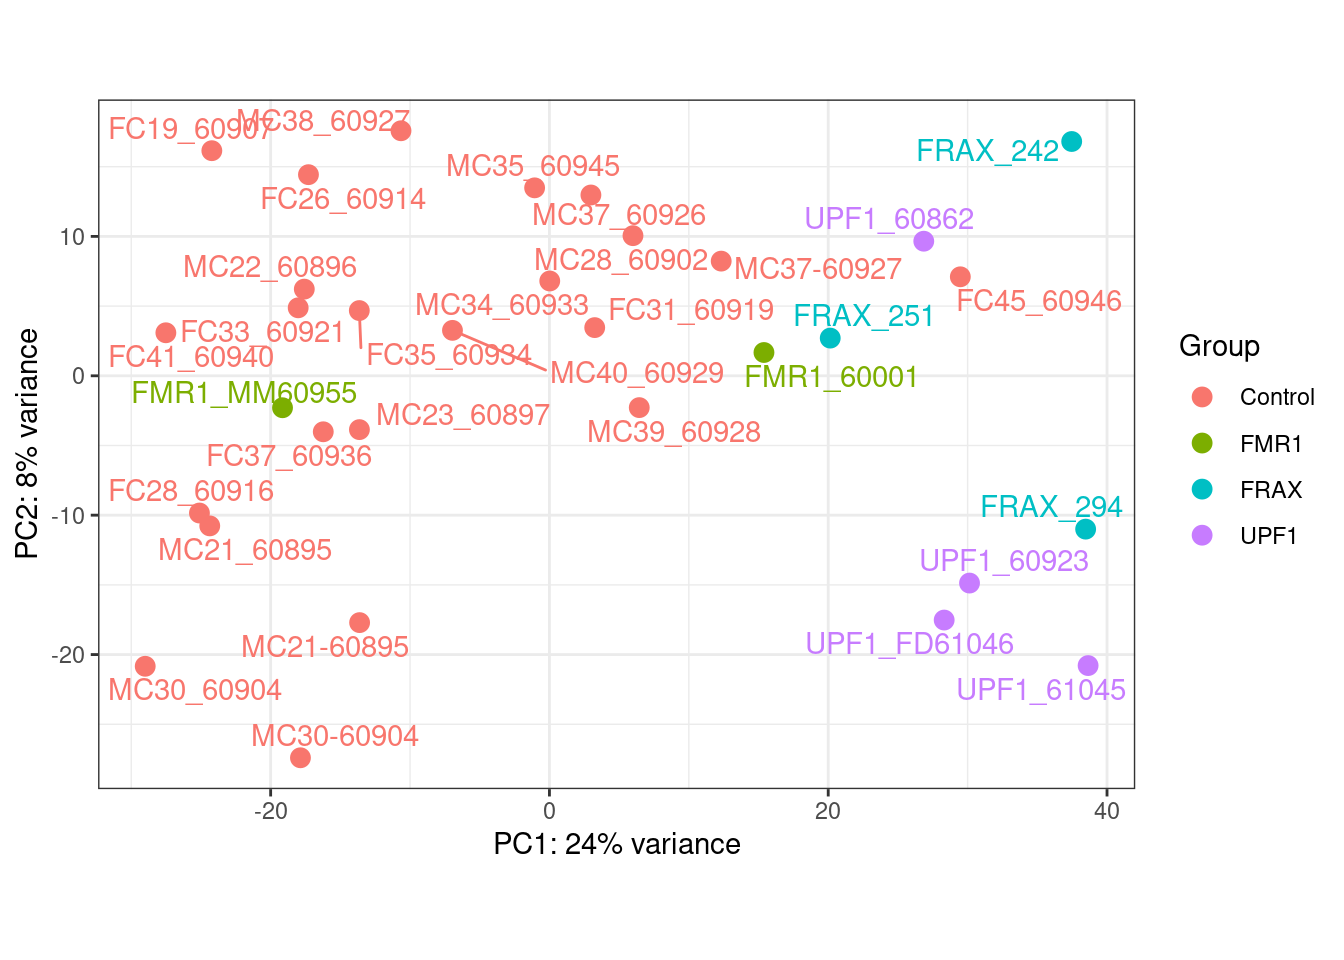 FC19_60907
MC38_60927
FRAX_242
MC35_60945
FC26_60914
MC37_60926
UPF1_60862
MC28_60902
MC37-60927
MC22_60896
FC45_60946
MC34_60933
FC31_60919
FRAX_251
FC33_60921
FC41_60940
FC35_60934
MC40_60929
FMR1_60001
FMR1_MM60955
MC23_60897
MC39_60928
FC37_60936
FC28_60916
FRAX_294
MC21_60895
UPF1_60923
MC21-60895
UPF1_FD61046
MC30_60904
UPF1_61045
MC30-60904
10
0
-10
-20
-20
0
20
40
PC1: 24% variance
PC2: 8% variance
Group
Control
FMR1
FRAX
UPF1